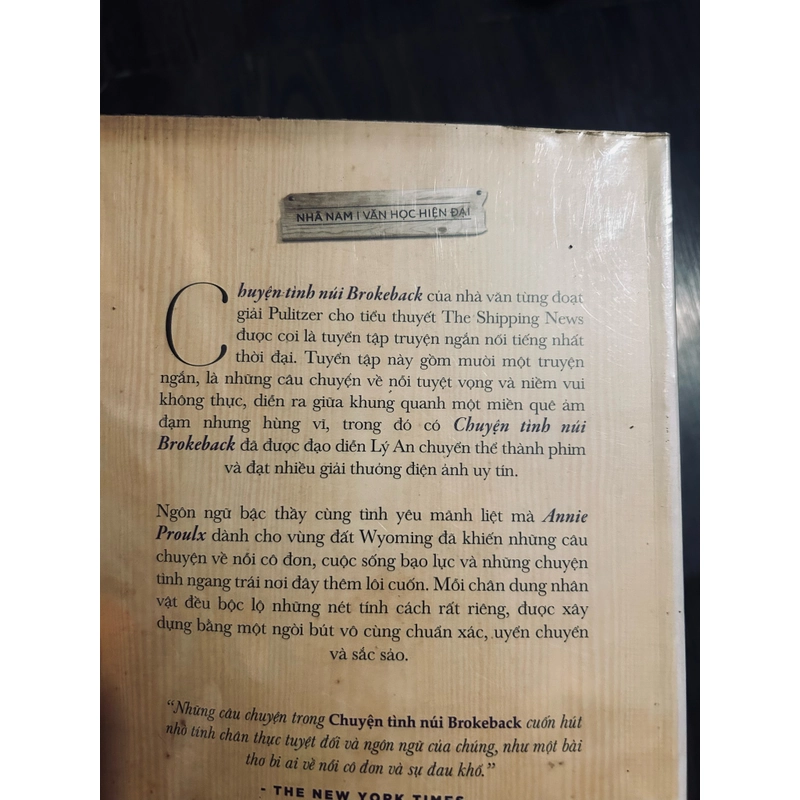 NHÃ NAM | VĂN HỌC HIỆN ĐẠI
Chuyện tình núi Brokeback của nhà văn từng đoạt
giải Pulitzer cho tiểu thuyết The Shipping News
được coi là tuyển tập truyện ngắn nổi tiếng nhất
thời đại. Tuyển tập này gồm mười một truyện
ngắn, là những câu chuyện về nỗi tuyệt vọng và niềm vui
không thực, diễn ra giữa khung quanh một miền quê ảm
đạm nhưng hùng vĩ, trong đó có Chuyện tình núi
Brokeback đã được đạo diễn Lý An chuyển thể thành phim
và đạt nhiều giải thưởng điện ảnh uy tín.
Ngôn ngữ bậc thầy cùng tình yêu mãnh liệt mà Annie
Proulx dành cho vùng đất Wyoming đã khiến những câu
chuyện về nỗi cô đơn, cuộc sống bạo lực và những chuyện
tình ngang trái nơi đây thêm lôi cuốn. Mỗi chân dung nhân
vật đều bộc lộ những nét tính cách rất riêng, được xây
dựng bằng một ngòi bút vô cùng chuẩn xác, uyển chuyển
và sắc sảo.
“Những câu chuyện trong Chuyện tình núi Brokeback cuốn hút
nhờ tính chân thực tuyệt đối và ngôn ngữ của chúng, như một bài
thơ bi ai về nỗi cô đơn và sự đau khổ.”
- THE NEW YORK TIMES